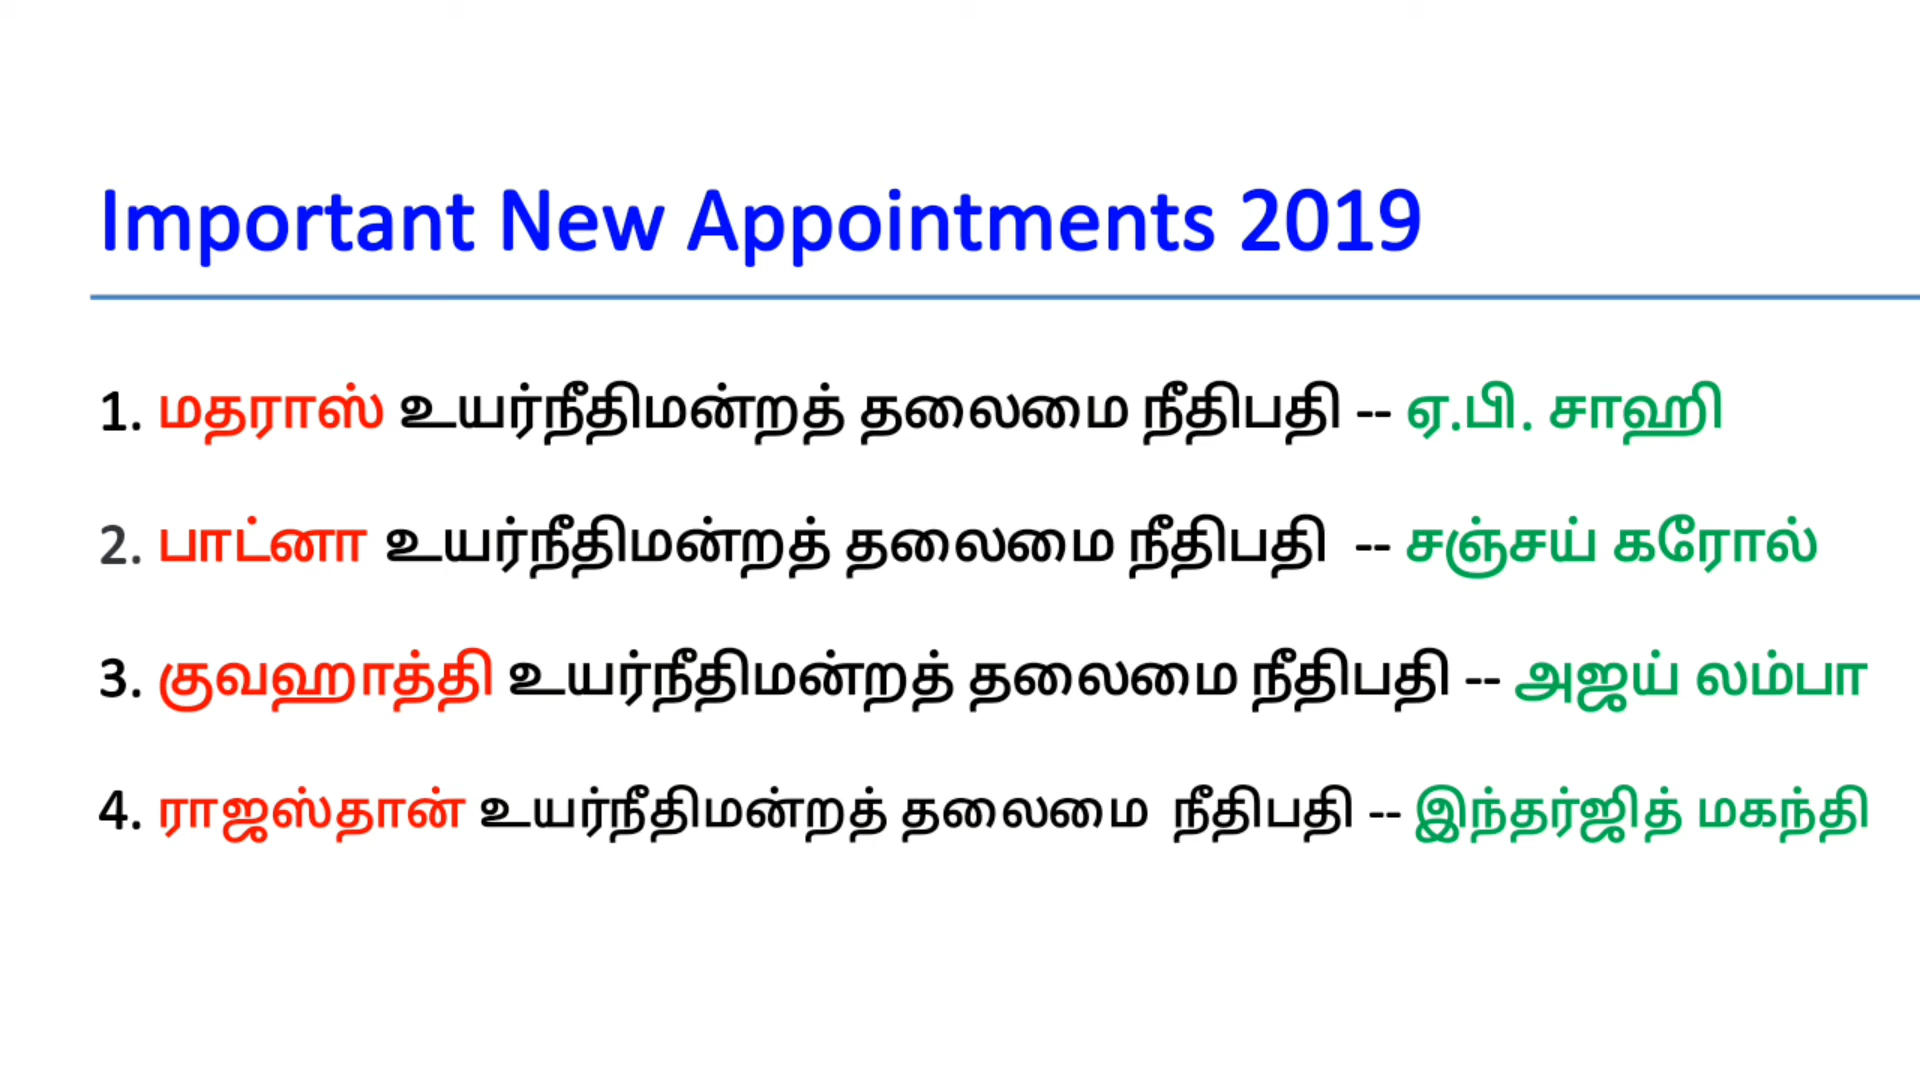 Important New Appointments 2019
1. மதராஸ் உயர்நீதிமன்றத் தலைமை நீதிபதி -- ஏ.பி. சாஹி
2. பாட்னா உயர்நீதிமன்றத் தலைமை நீதிபதி -- சஞ்சய் கரோல்
3. குவஹாத்தி உயர்நீதிமன்றத் தலைமை நீதிபதி -- அஜய் லம்பா
4. ராஜஸ்தான் உயர்நீதிமன்றத் தலைமை நீதிபதி -- இந்தர்ஜித் மகந்தி